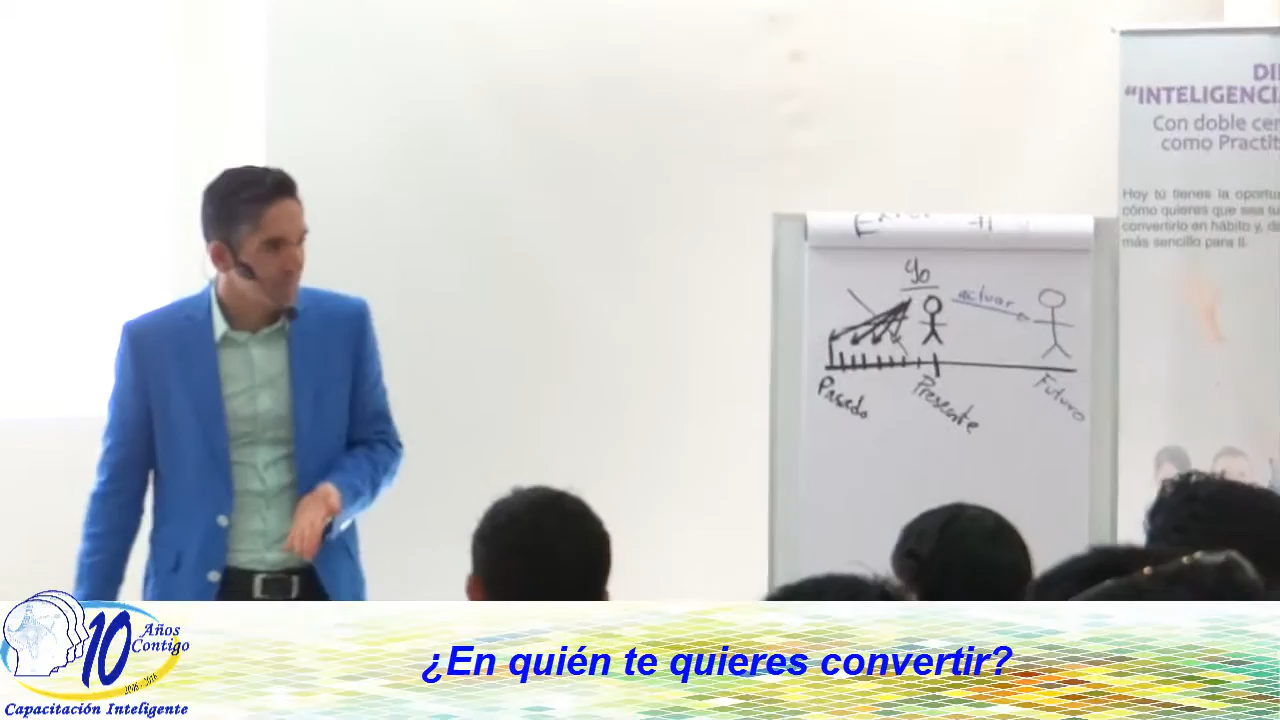 DI
"INTELIGENCI
Con doble cer
como Practit
Hoy tú tienes la oportu
cómo quieres que sea tu
convertirlo en hábito y, d
más sencillo para ti.
Yo
actuar
Pasado
Presente
Futuro
10 Años
Contigo
2006 - 2016
Capacitación Inteligente
¿En quién te quieres convertir?